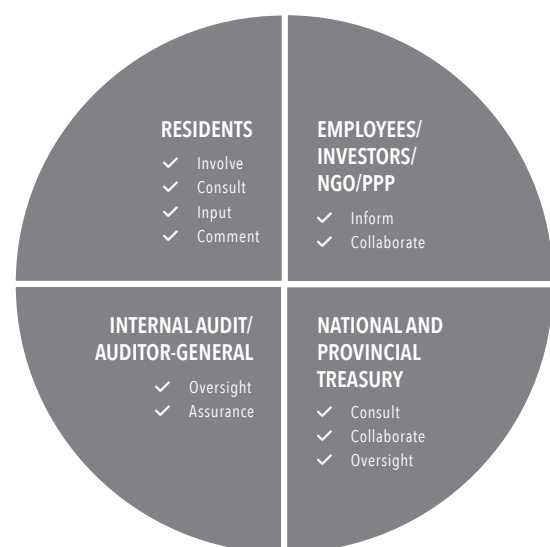 RESIDENTS
Involve
Consult
Input
Comment
EMPLOYEES/
INVESTORS/
NGO/PPP
Inform
Collaborate
INTERNAL AUDIT/
AUDITOR-GENERAL
Oversight
Assurance
NATIONAL AND
PROVINCIAL
TREASURY
Consult
Collaborate
Oversight